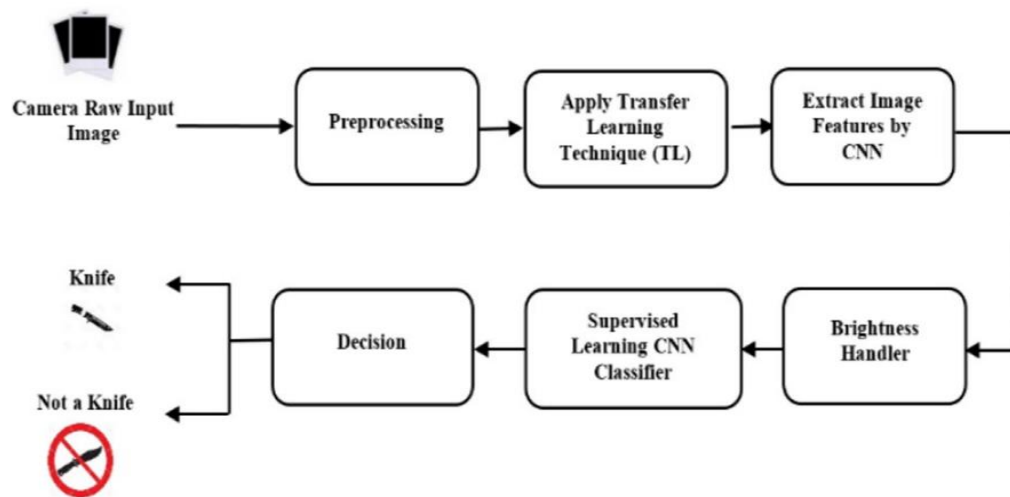 Camera Raw Input
Image
Preprocessing
Apply Transfer
Learning
Technique (TL)
Extract Image
Features by
CNN
Brightness
Handler
Supervised
Learning CNN
Classifier
Decision
Knife
Not a Knife